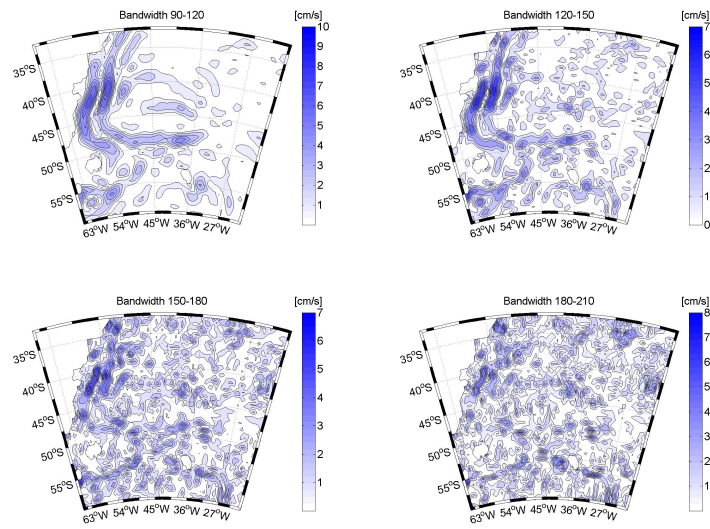 Bandwidth 90-120
[cm/s]
10
9
8
7
6
5
4
3
2
1
35°S
40°S
45°S
50°S
55°S
63°W 54°W 45°W 36°W 27°W
Bandwidth 120-150
[cm/s]
7
6
5
4
3
2
1
0
35°S
40°S
45°S
50°S
55°S
63°W 54°W 45°W 36°W 27°W
Bandwidth 150-180
[cm/s]
7
6
5
4
3
2
1
35°S
40°S
45°S
50°S
55°S
63°W 54°W 45°W 36°W 27°W
Bandwidth 180-210
[cm/s]
8
7
6
5
4
3
2
1
35°S
40°S
45°S
50°S
55°S
63°W 54°W 45°W 36°W 27°W